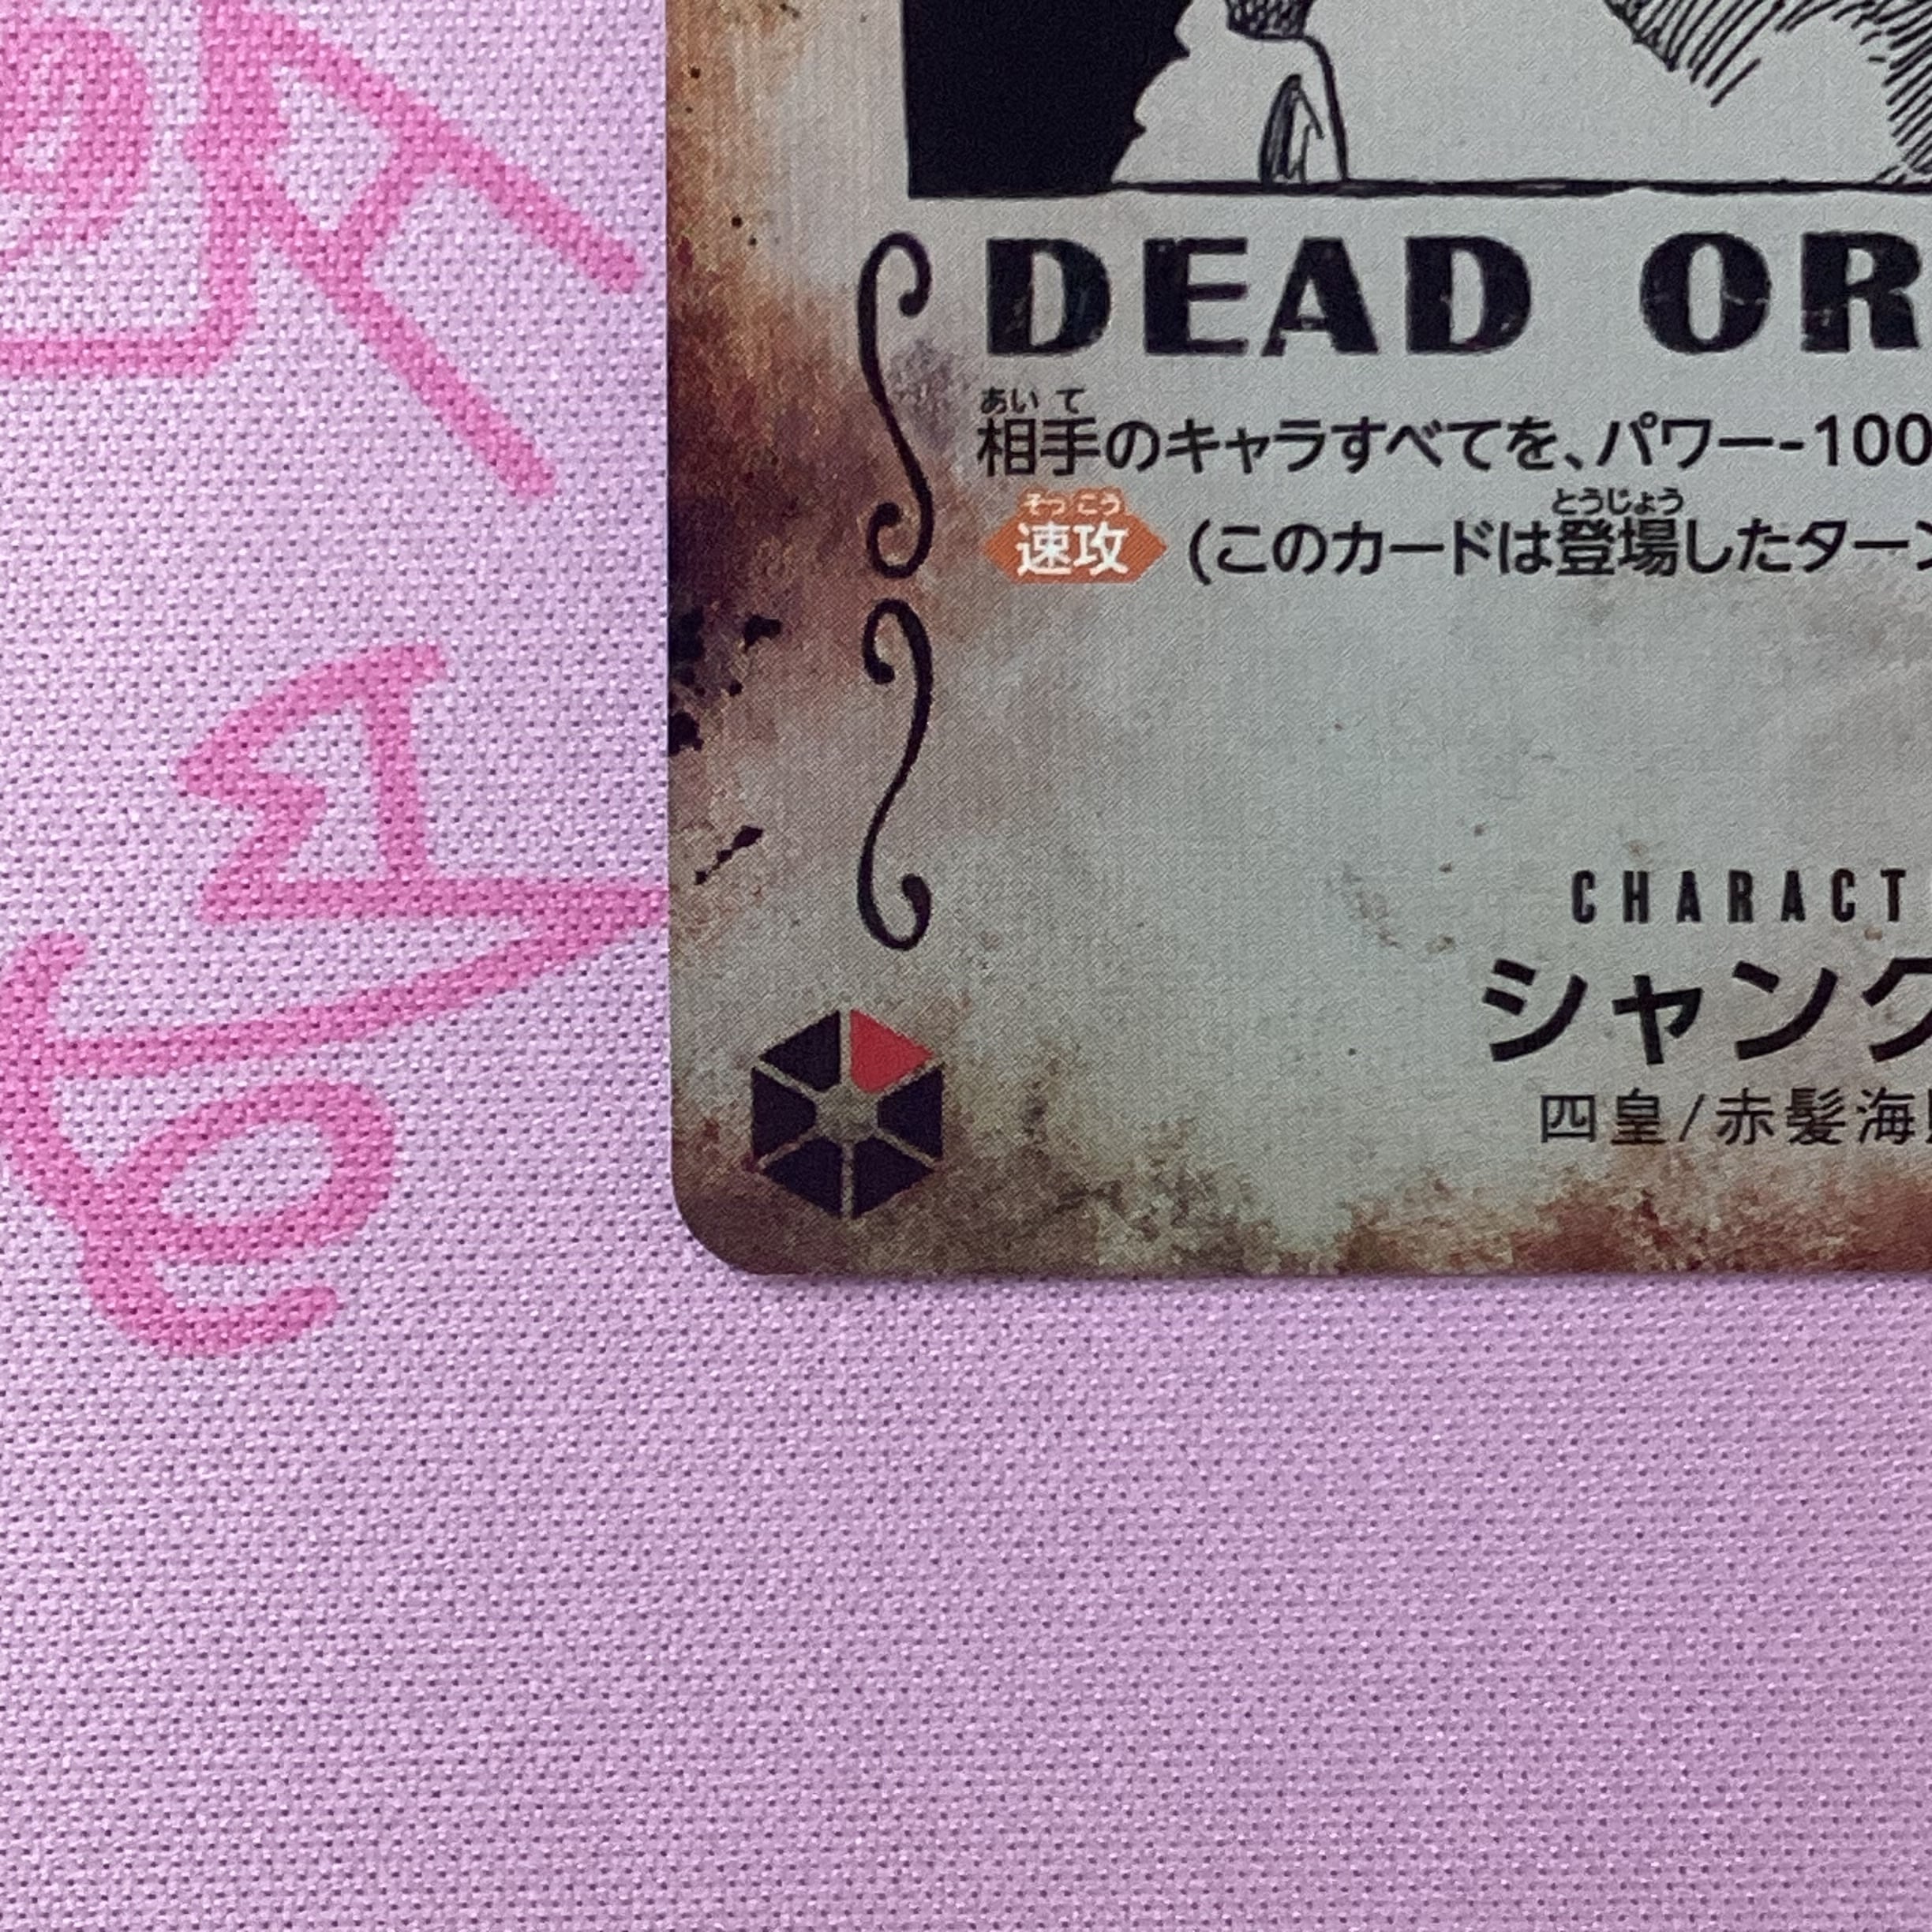 DEAD OR
あいて
相手のキャラすべてを、パワー-100
そっこう とうじょう
速攻 (このカードは登場したターン
CHARACT
シャンク
四皇/赤髪海